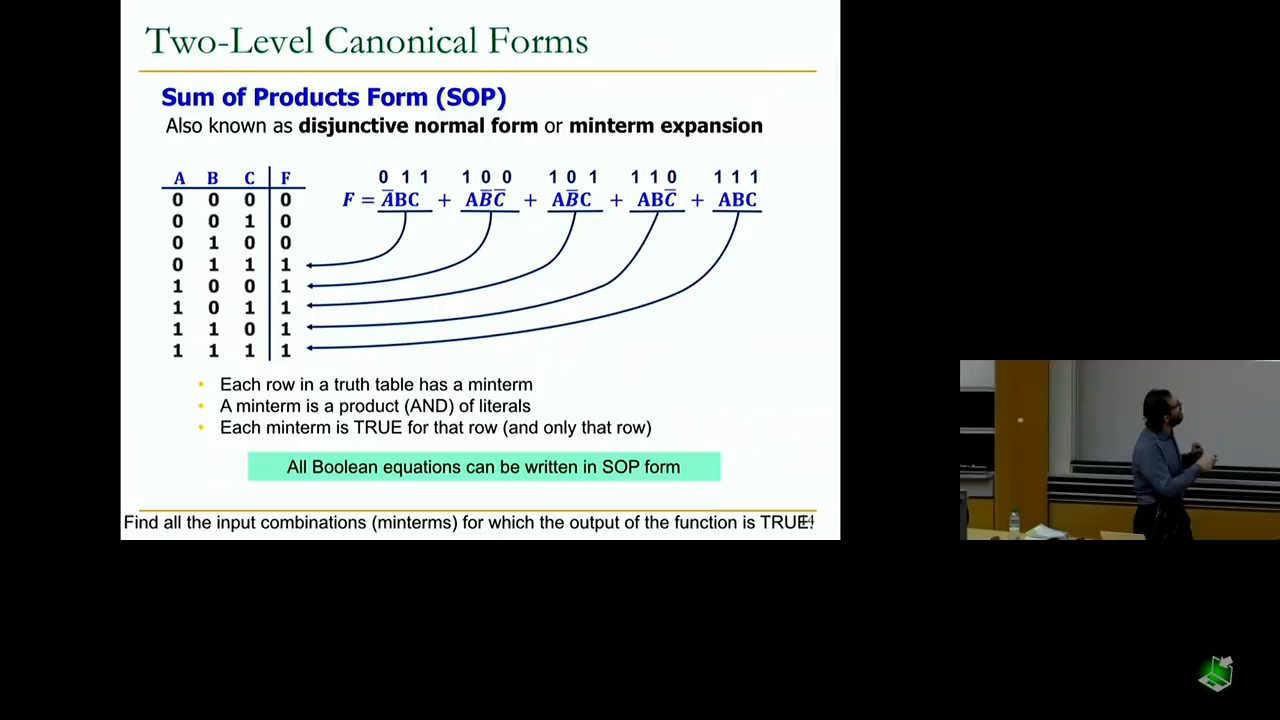 Two-Level Canonical Forms
Sum of Products Form (SOP)
Also known as disjunctive normal form or minterm expansion
A B C F
0 0 0 0
0 0 1 0
0 1 0 0
0 1 1 1
1 0 0 1
1 0 1 1
1 1 0 1
1 1 1 1
0 1 1 1 0 0 1 0 1 1 1 0 1 1 1
F = A̅BC + AB̅C̅ + AB̅C + ABC̅ + ABC
• Each row in a truth table has a minterm
• A minterm is a product (AND) of literals
• Each minterm is TRUE for that row (and only that row)
All Boolean equations can be written in SOP form
Find all the input combinations (minterms) for which the output of the function is TRUE.